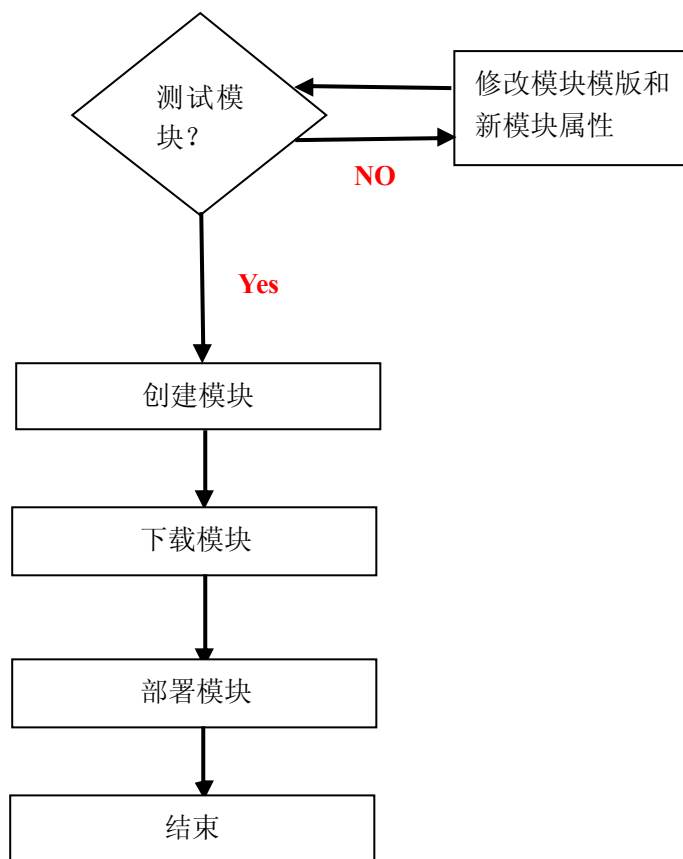 测试模
块？
修改模块模版和
新模块属性
NO
Yes
创建模块
下载模块
部署模块
结束